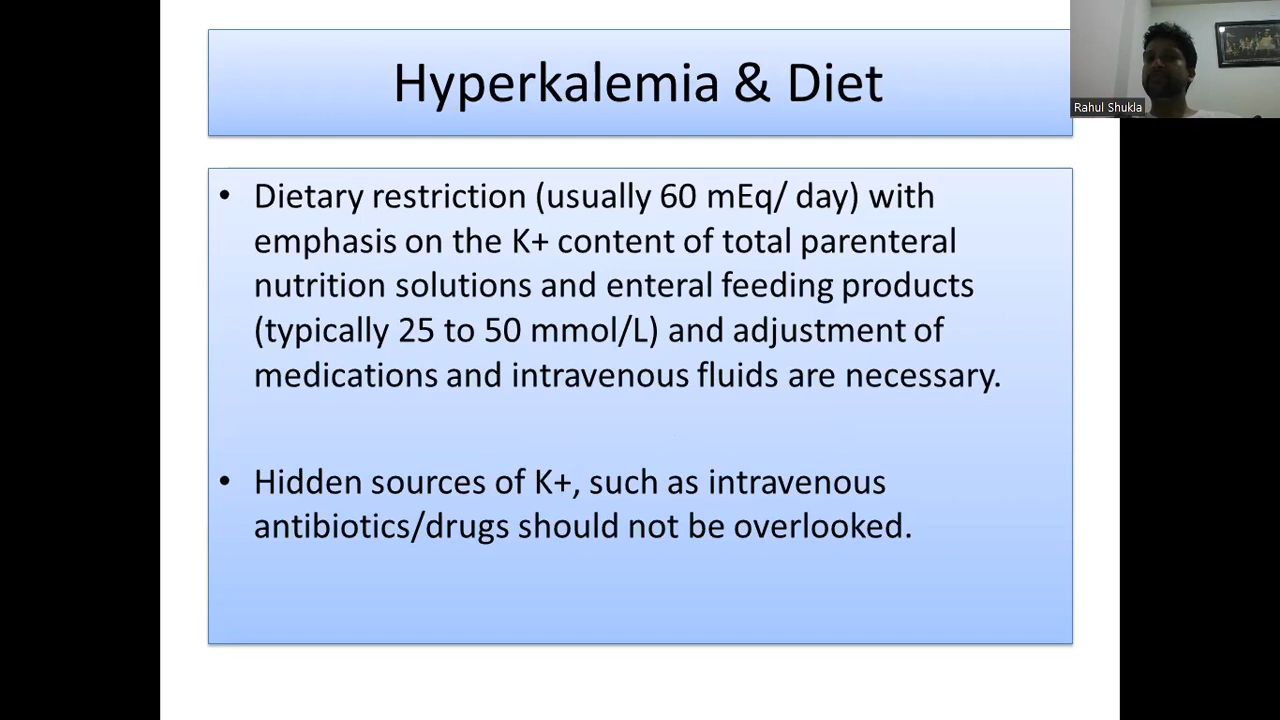 Hyperkalemia & Diet
Rahul Shukla
• Dietary restriction (usually 60 mEq/ day) with
emphasis on the K+ content of total parenteral
nutrition solutions and enteral feeding products
(typically 25 to 50 mmol/L) and adjustment of
medications and intravenous fluids are necessary.
• Hidden sources of K+, such as intravenous
antibiotics/drugs should not be overlooked.